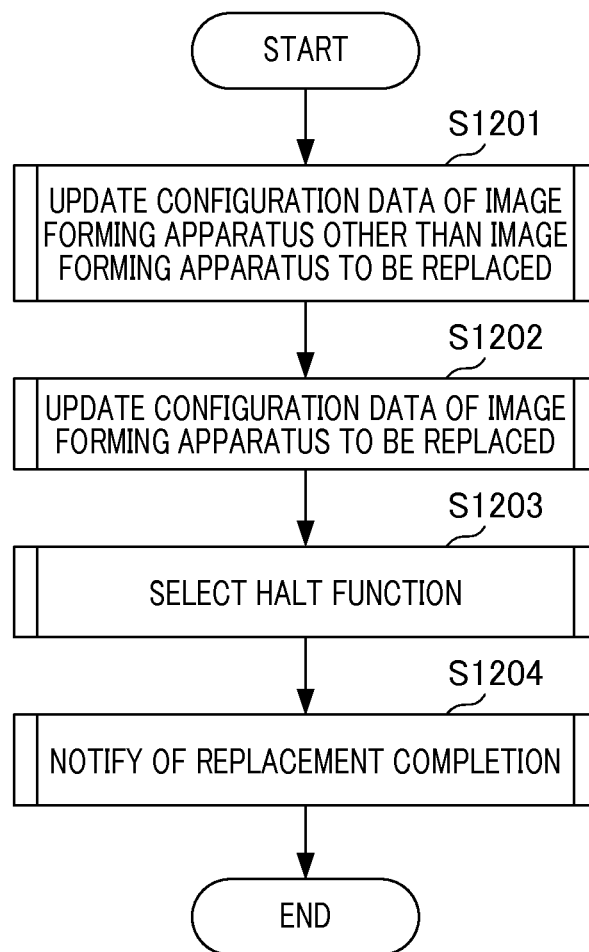 START
S1201
UPDATE CONFIGURATION DATA OF IMAGE
FORMING APPARATUS OTHER THAN IMAGE
FORMING APPARATUS TO BE REPLACED
S1202
UPDATE CONFIGURATION DATA OF IMAGE
FORMING APPARATUS TO BE REPLACED
S1203
SELECT HALT FUNCTION
S1204
NOTIFY OF REPLACEMENT COMPLETION
END